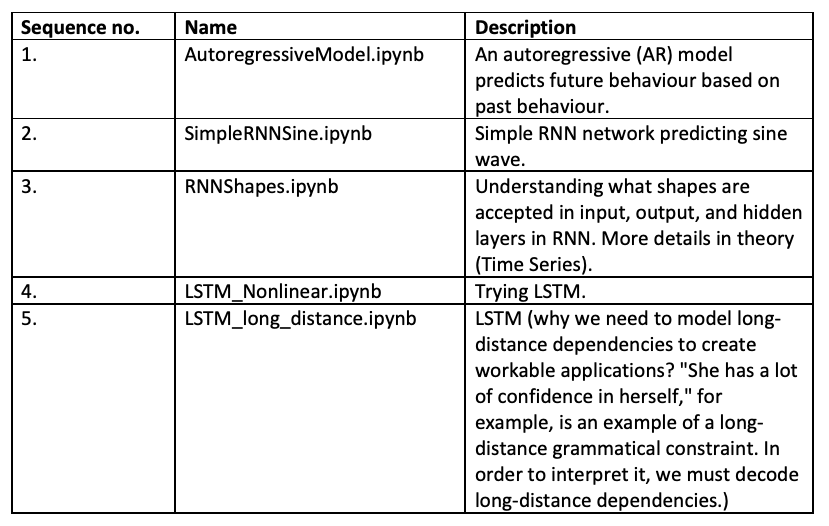 Sequence no. Name Description
1. AutoregressiveModel.ipynb An autoregressive (AR) model
predicts future behaviour based on
past behaviour.
2. SimpleRNNSine.ipynb Simple RNN network predicting sine
wave.
3. RNNShapes.ipynb Understanding what shapes are
accepted in input, output, and hidden
layers in RNN. More details in theory
(Time Series).
4. LSTM_Nonlinear.ipynb Trying LSTM.
5. LSTM_long_distance.ipynb LSTM (why we need to model long-
distance dependencies to create
workable applications? "She has a lot
of confidence in herself," for
example, is an example of a long-
distance grammatical constraint. In
order to interpret it, we must decode
long-distance dependencies.)